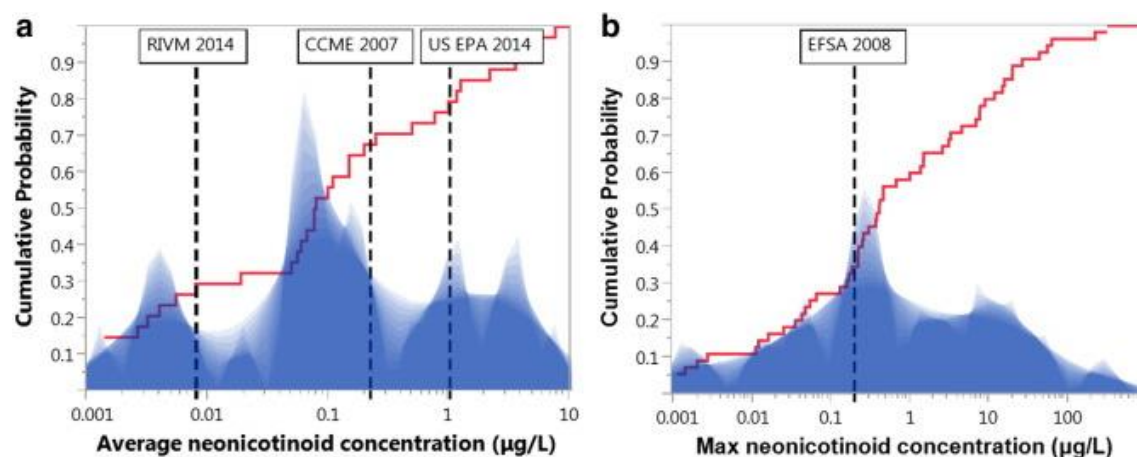 a
RIVM 2014
CCME 2007
US EPA 2014
Cumulative Probability
0.9
0.8
0.7
0.6
0.5
0.4
0.3
0.2
0.1
0.001
0.01
0.1
1
10
Average neonicotinoid concentration (µg/L)
b
EFSA 2008
Cumulative Probability
0.9
0.8
0.7
0.6
0.5
0.4
0.3
0.2
0.1
0.001
0.01
0.1
1
10
100
Max neonicotinoid concentration (µg/L)